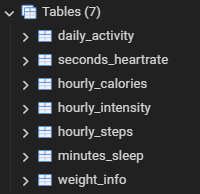 Tables (7)
daily_activity
seconds_heartrate
hourly_calories
hourly_intensity
hourly_steps
minutes_sleep
weight_info